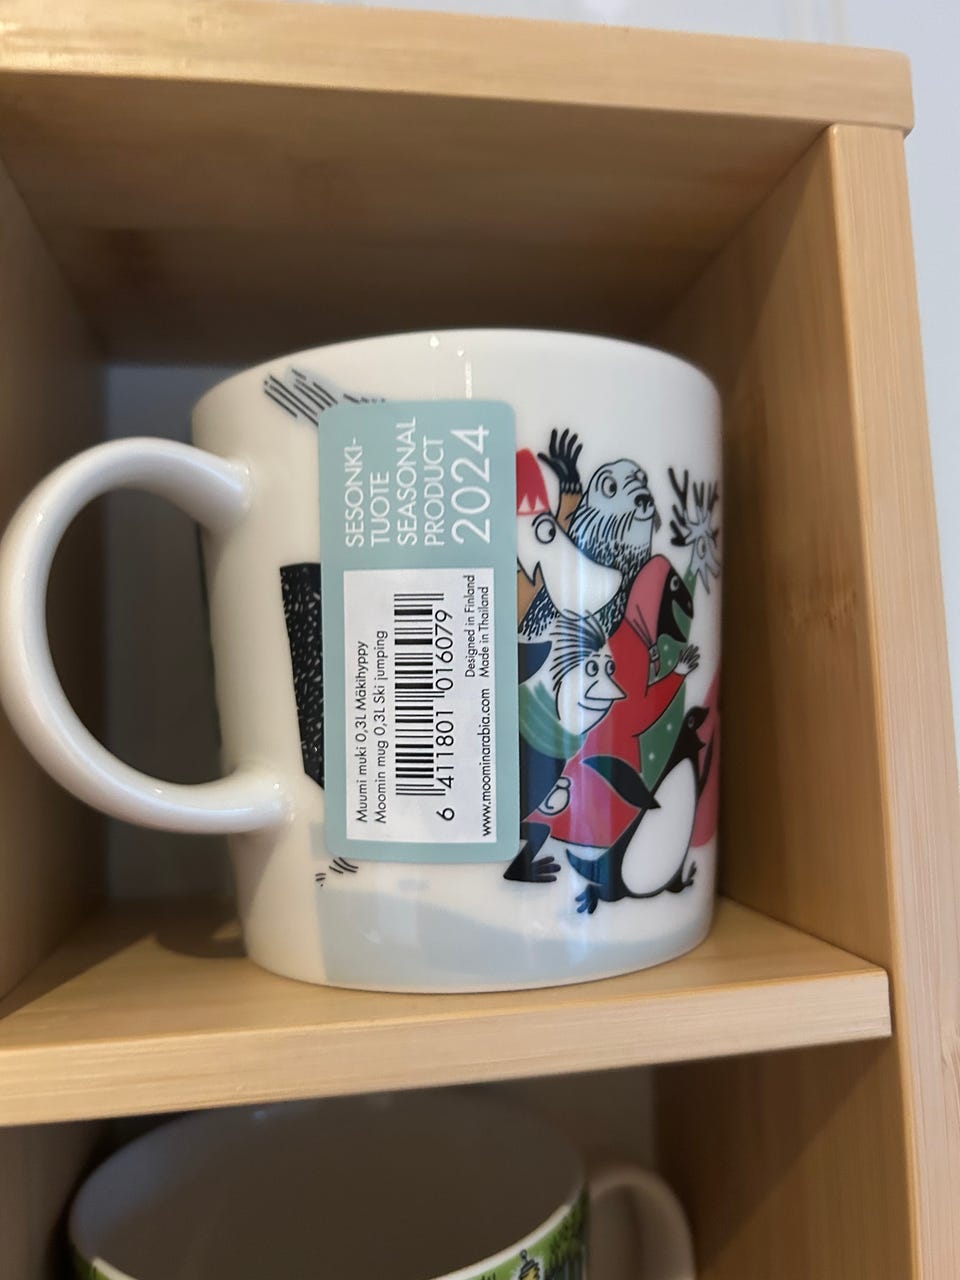 SESONKI-
TUOTE
SEASONAL
PRODUCT
2024
Muumi muki 0,3L Mäkihyppy
Moomin mug 0,3L Ski jumping
6 411801 016079
Designed in Finland
www.moominarabia.com Made in Thailand